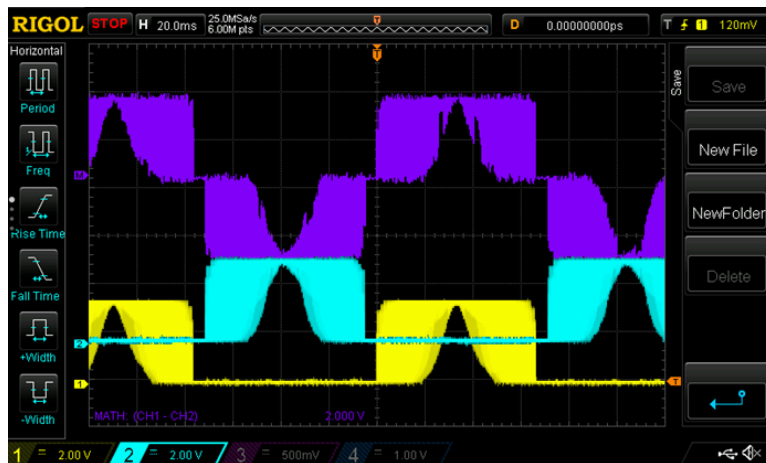 RIGOL STOP H 20.0ms 25.0MSa/s 6.00M pts T D 0.00000000ps T 1 120mV
Horizontal
Period
Freq
Rise Time
Fall Time
+Width
-Width
T
M
2
1
T
MATH: (CH1 - CH2) 2.000 V
Save
Save
New File
NewFolder
Delete
1 = 2.00 V 2 = 2.00 V 3 = 500mV 4 = 1.00 V